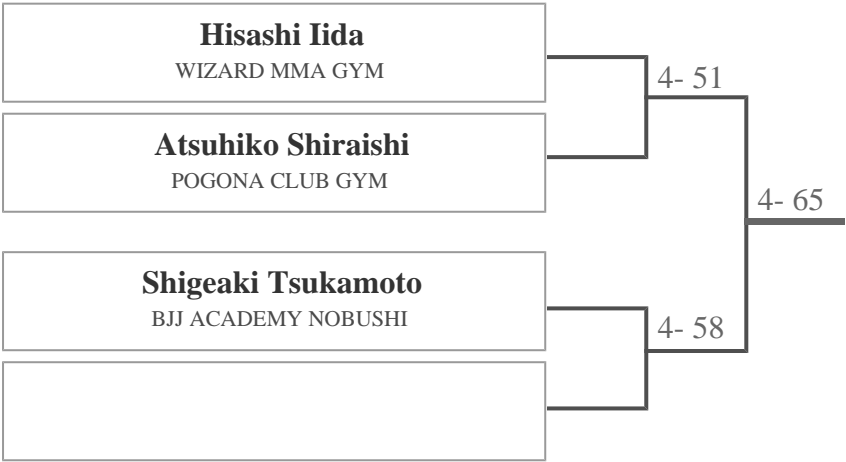 Hisashi Iida
WIZARD MMA GYM
4- 51
Atsuhiko Shiraishi
POGONA CLUB GYM
4- 65
Shigeaki Tsukamoto
BJJ ACADEMY NOBUSHI
4- 58